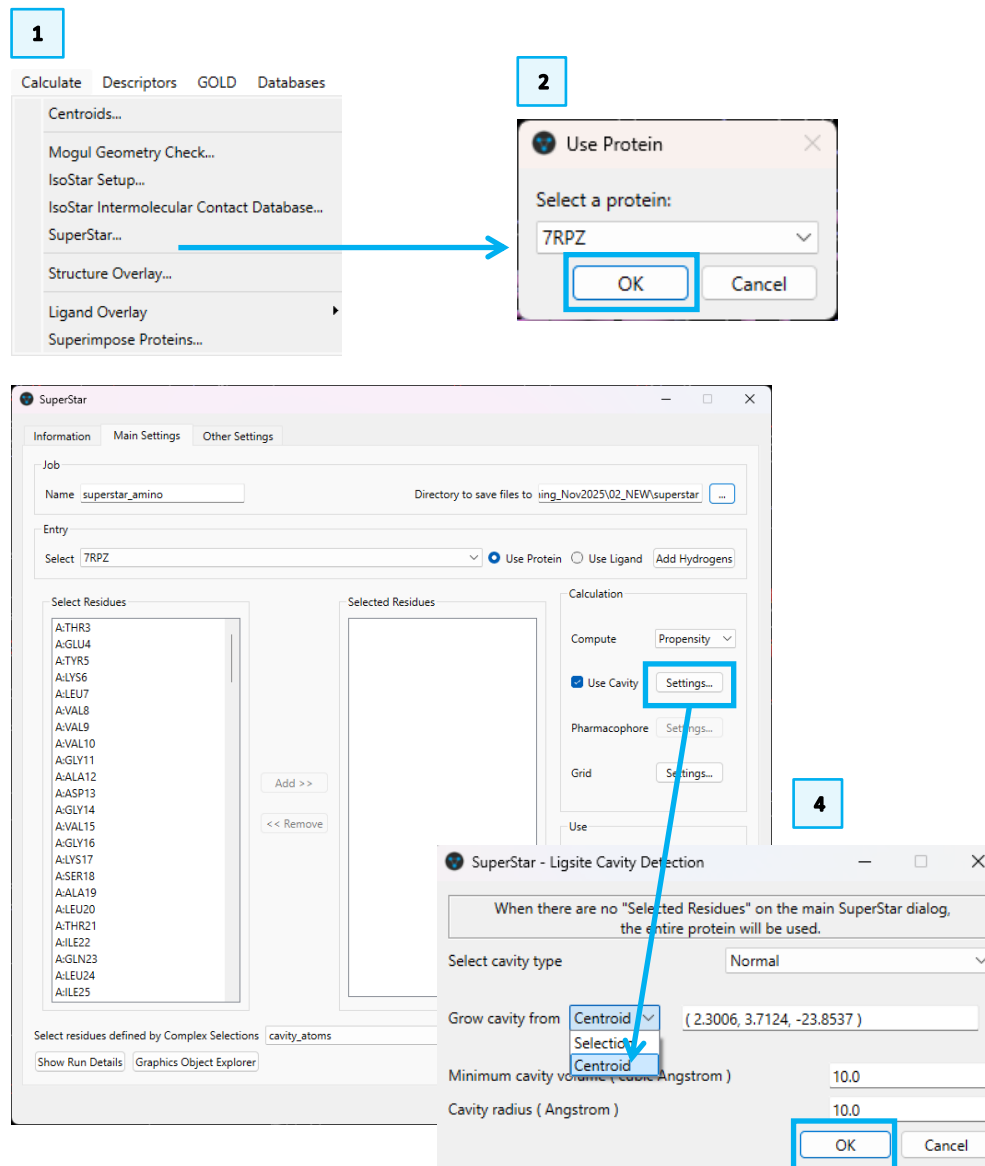 1
Calculate Descriptors GOLD Databases
Centroids...
Mogul Geometry Check...
IsoStar Setup...
IsoStar Intermolecular Contact Database...
SuperStar...
Structure Overlay...
Ligand Overlay
Superimpose Proteins...
2
Use Protein
Select a protein:
7RPZ
OK Cancel
SuperStar
Information Main Settings Other Settings
Job
Name superstar_amino Directory to save files to ing_Nov2025\02_NEW\superstar ...
Entry
Select 7RPZ Use Protein Use Ligand Add Hydrogens
Select Residues
A:THR3
A:GLU4
A:TYR5
A:LYS6
A:LEU7
A:VAL8
A:VAL9
A:VAL10
A:GLY11
A:ALA12
A:ASP13
A:GLY14
A:VAL15
A:GLY16
A:LYS17
A:SER18
A:ALA19
A:LEU20
A:THR21
A:ILE22
A:GLN23
A:LEU24
A:ILE25
Add >>
<< Remove
Selected Residues
Calculation
Compute Propensity
Use Cavity Settings...
Pharmacophore Settings...
Grid Settings...
Use
Select residues defined by Complex Selections cavity_atoms
Show Run Details Graphics Object Explorer
4
SuperStar - Ligsite Cavity Detection
When there are no "Selected Residues" on the main SuperStar dialog,
the entire protein will be used.
Select cavity type Normal
Grow cavity from Centroid ( 2.3006, 3.7124, -23.8537 )
Selection
Centroid
Minimum cavity volume ( cubic Angstrom ) 10.0
Cavity radius ( Angstrom ) 10.0
OK Cancel